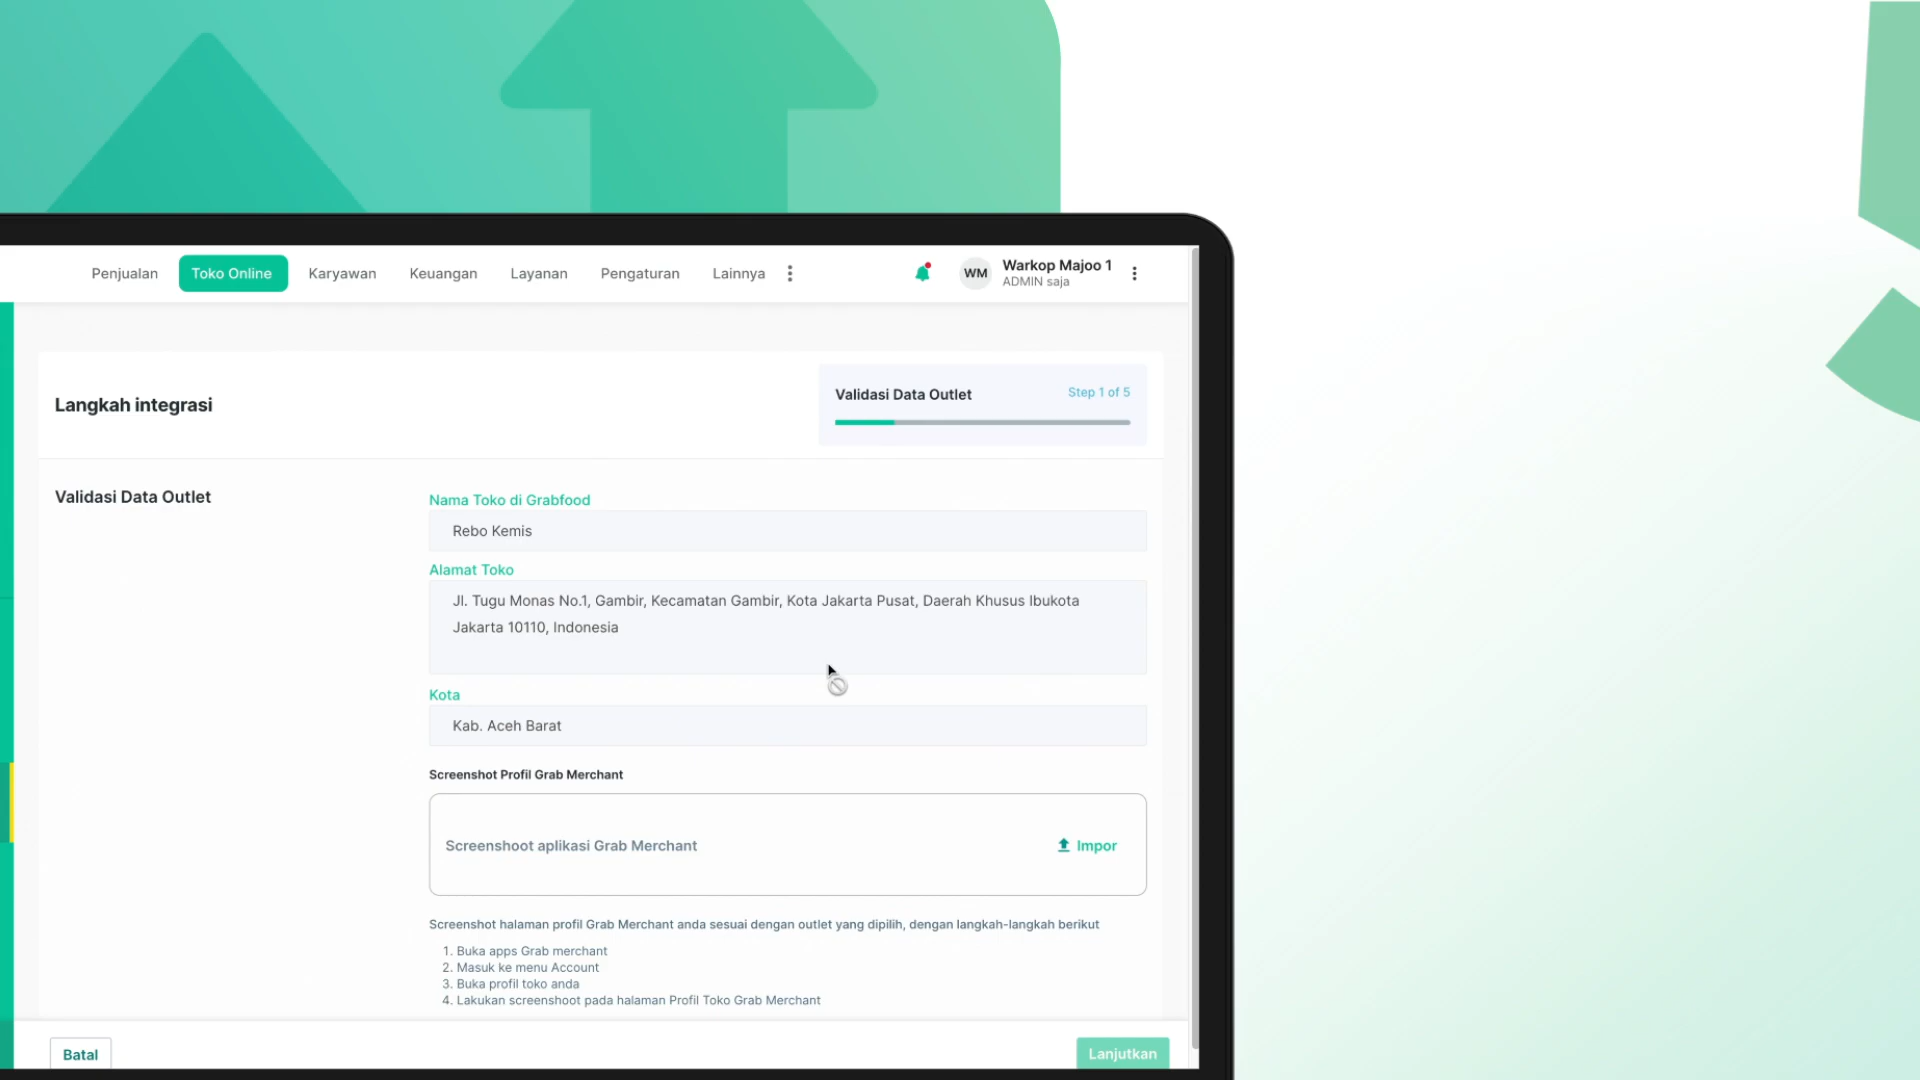 Penjualan Toko Online Karyawan Keuangan Layanan Pengaturan Lainnya WM Warkop Majoo 1
ADMIN saja
Langkah integrasi
Validasi Data Outlet Step 1 of 5
Validasi Data Outlet
Nama Toko di Grabfood
Rebo Kemis
Alamat Toko
Jl. Tugu Monas No.1, Gambir, Kecamatan Gambir, Kota Jakarta Pusat, Daerah Khusus Ibukota
Jakarta 10110, Indonesia
Kota
Kab. Aceh Barat
Screenshot Profil Grab Merchant
Screenshoot aplikasi Grab Merchant Impor
Screenshot halaman profil Grab Merchant anda sesuai dengan outlet yang dipilih, dengan langkah-langkah berikut
1. Buka apps Grab merchant
2. Masuk ke menu Account
3. Buka profil toko anda
4. Lakukan screenshoot pada halaman Profil Toko Grab Merchant
Batal Lanjutkan